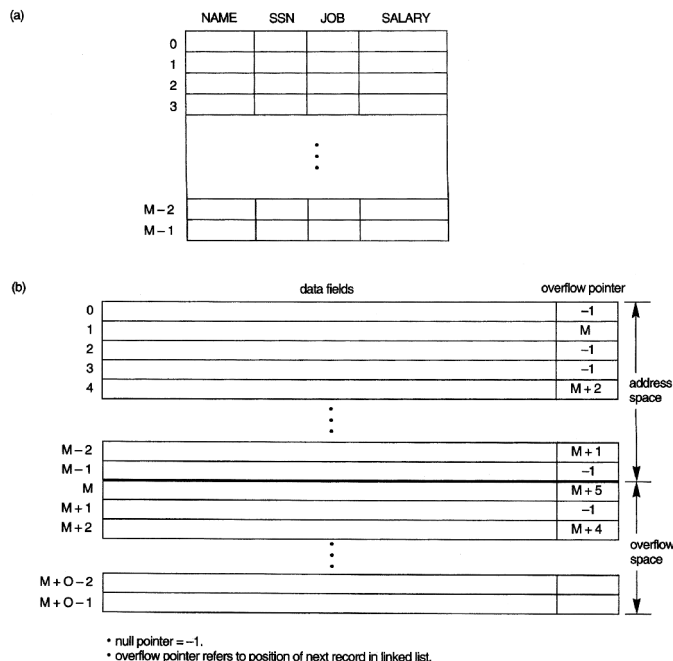 (a)
NAME SSN JOB SALARY
0
1
2
3
M–2
M–1
(b)
data fields overflow pointer
0 –1
1 M
2 –1
3 –1
4 M+2
address
space
M–2 M+1
M–1 –1
M M+5
M+1 –1
M+2 M+4
overflow
space
M+O–2
M+O–1
• null pointer = –1.
• overflow pointer refers to position of next record in linked list.